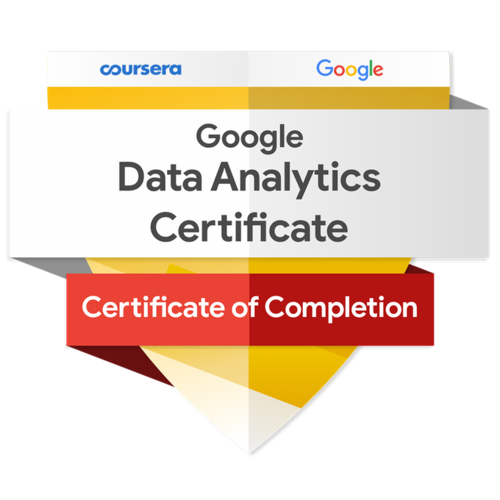 coursera Google
Google
Data Analytics
Certificate
Certificate of Completion